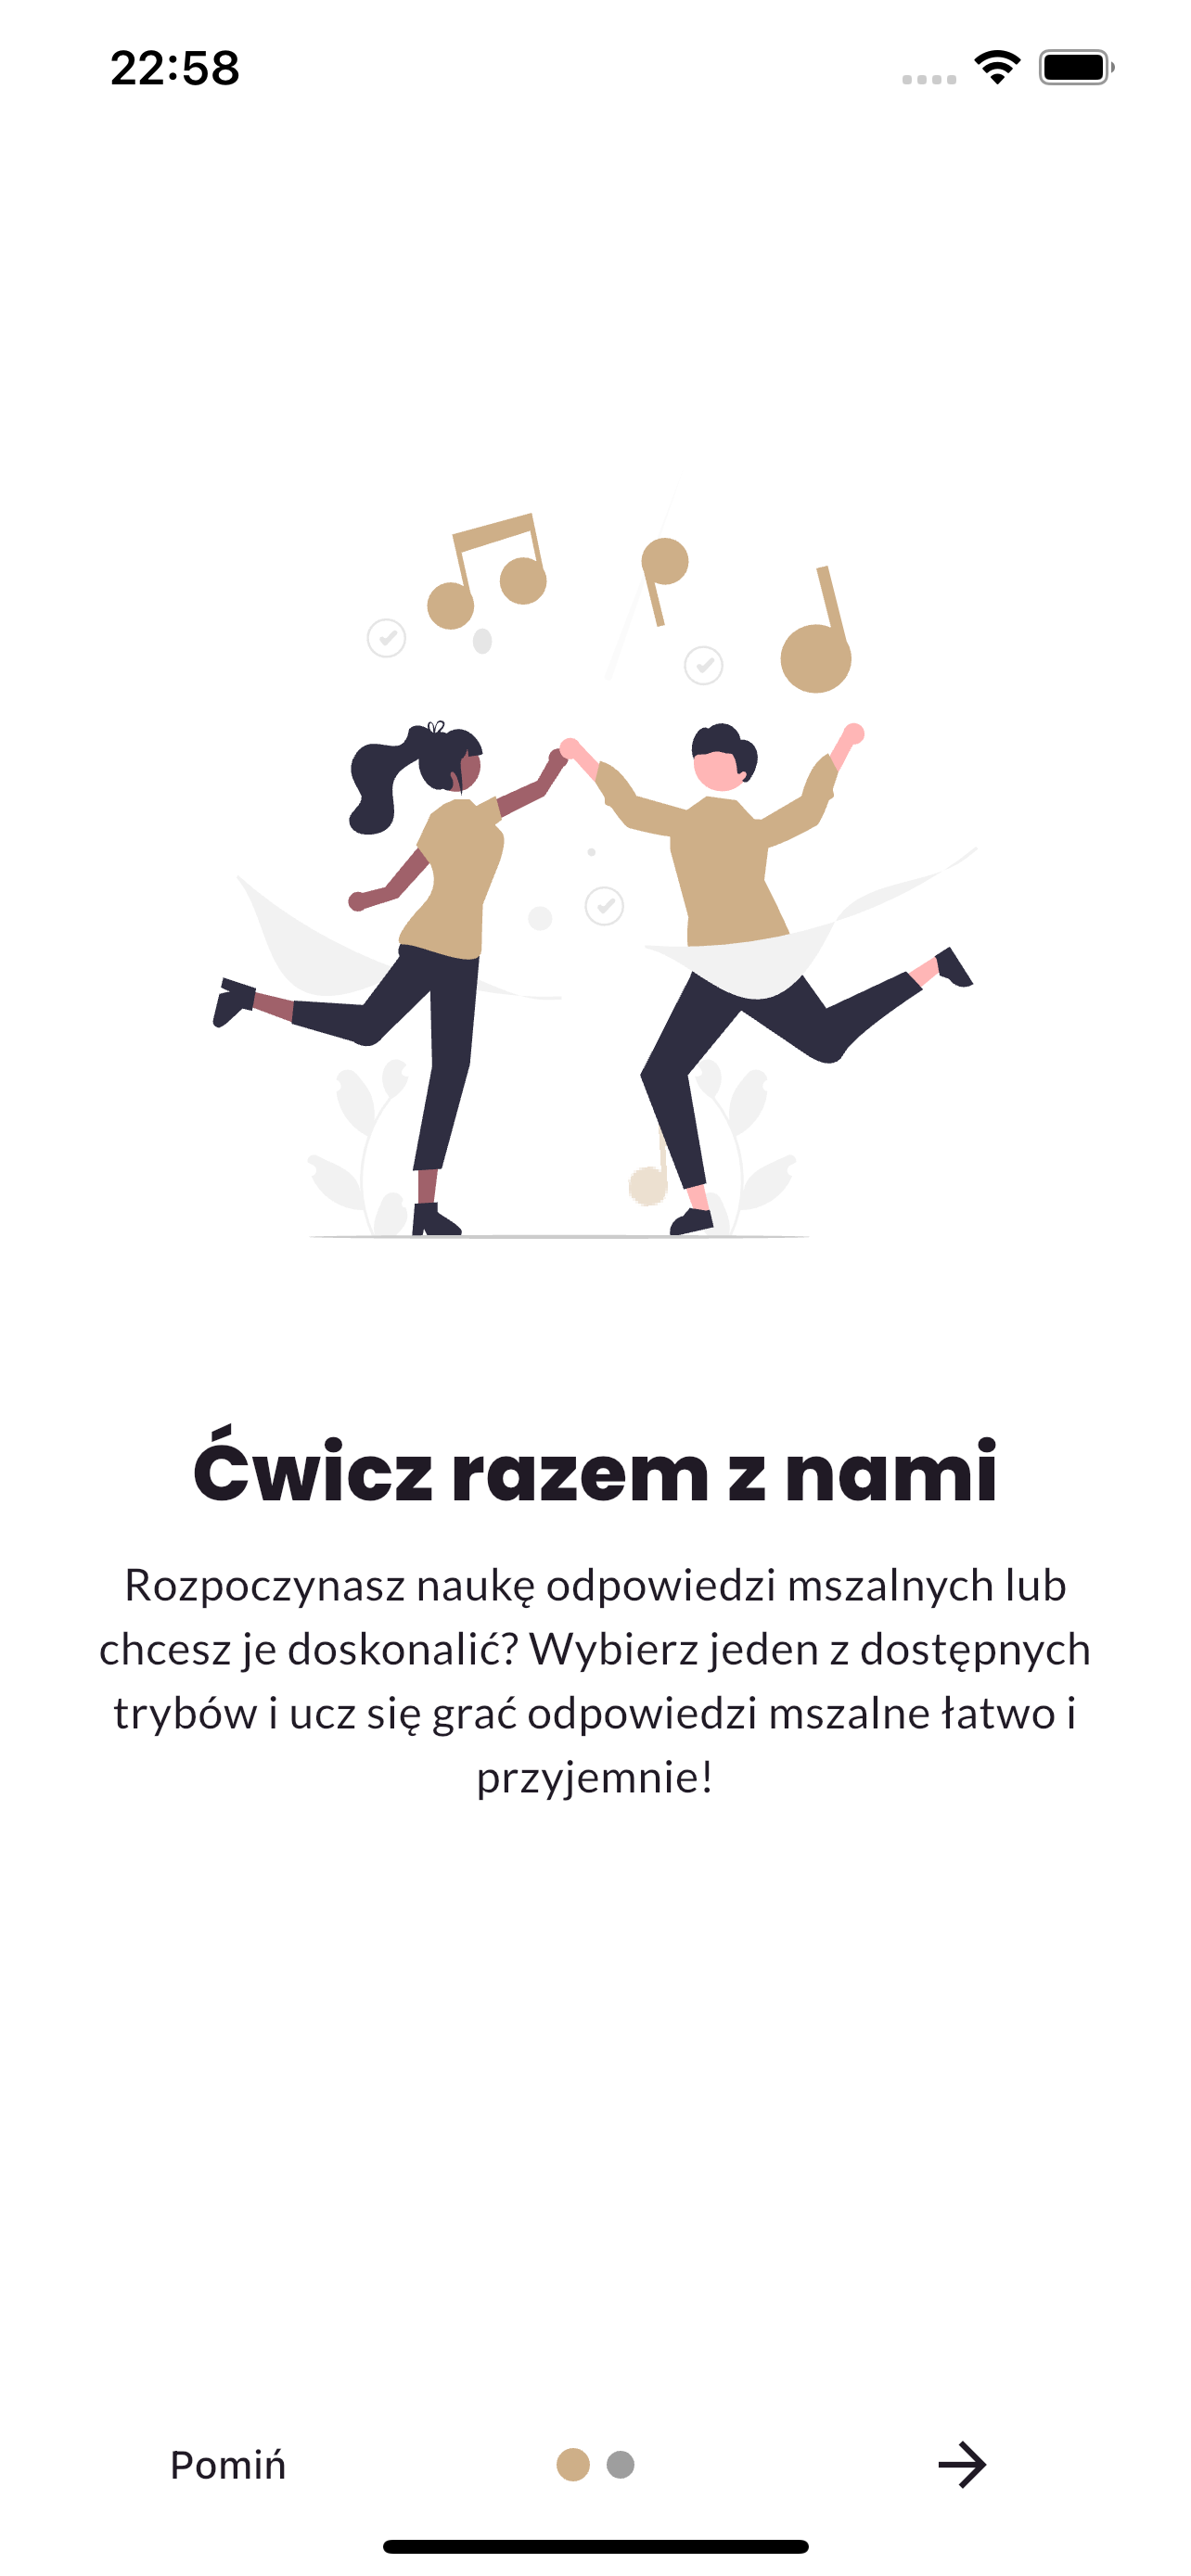 22:58
Ćwicz razem z nami
Rozpoczynasz naukę odpowiedzi mszalnych lub
chcesz je doskonalić? Wybierz jeden z dostępnych
trybów i ucz się grać odpowiedzi mszalne łatwo i
przyjemnie!
Pomiń